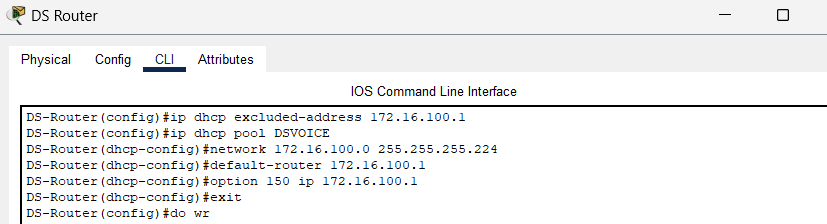 DS Router
Physical Config CLI Attributes
IOS Command Line Interface
DS-Router(config)#ip dhcp excluded-address 172.16.100.1
DS-Router(config)#ip dhcp pool DSVOICE
DS-Router(dhcp-config)#network 172.16.100.0 255.255.255.224
DS-Router(dhcp-config)#default-router 172.16.100.1
DS-Router(dhcp-config)#option 150 ip 172.16.100.1
DS-Router(dhcp-config)#exit
DS-Router(config)#do wr